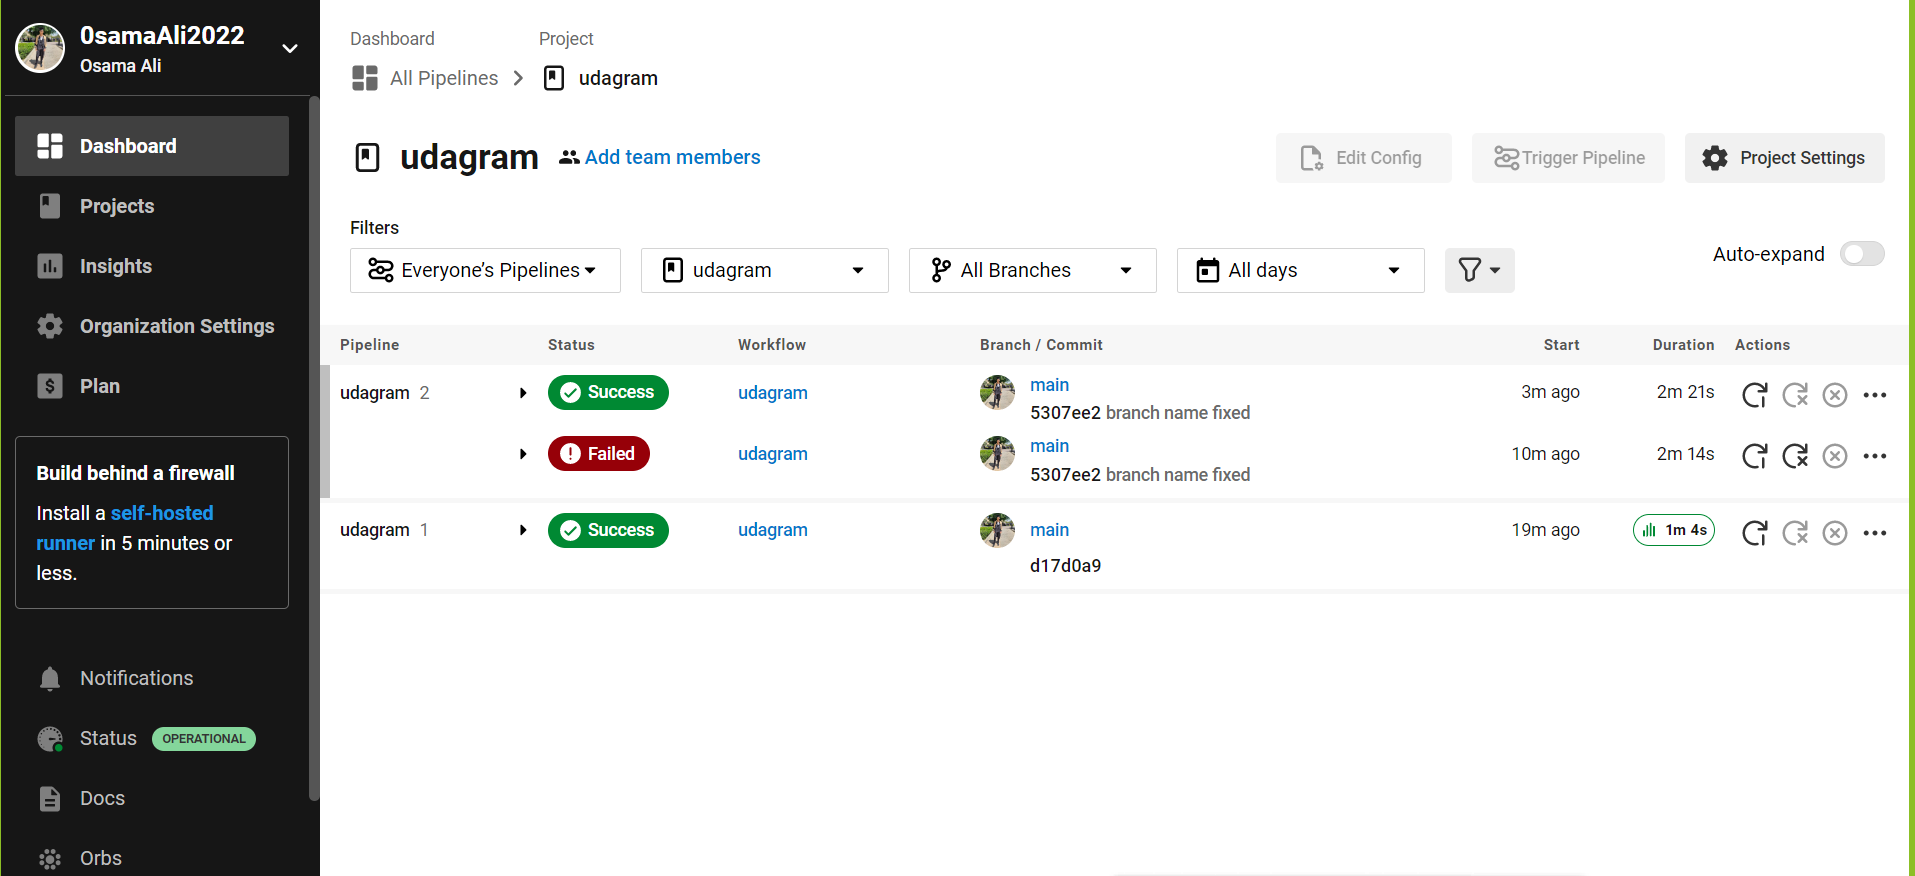 0samaAli2022
Osama Ali
Dashboard
Projects
Insights
Organization Settings
Plan
Build behind a firewall
Install a self-hosted
runner in 5 minutes or
less.
Notifications
Status OPERATIONAL
Docs
Orbs
Dashboard Project
All Pipelines udagram
udagram Add team members Edit Config Trigger Pipeline Project Settings
Filters
Everyone’s Pipelines udagram All Branches All days Auto-expand
Pipeline Status Workflow Branch / Commit Start Duration Actions
udagram 2 Success udagram main 3m ago 2m 21s
5307ee2 branch name fixed
Failed udagram main 10m ago 2m 14s
5307ee2 branch name fixed
udagram 1 Success udagram main 19m ago 1m 4s
d17d0a9